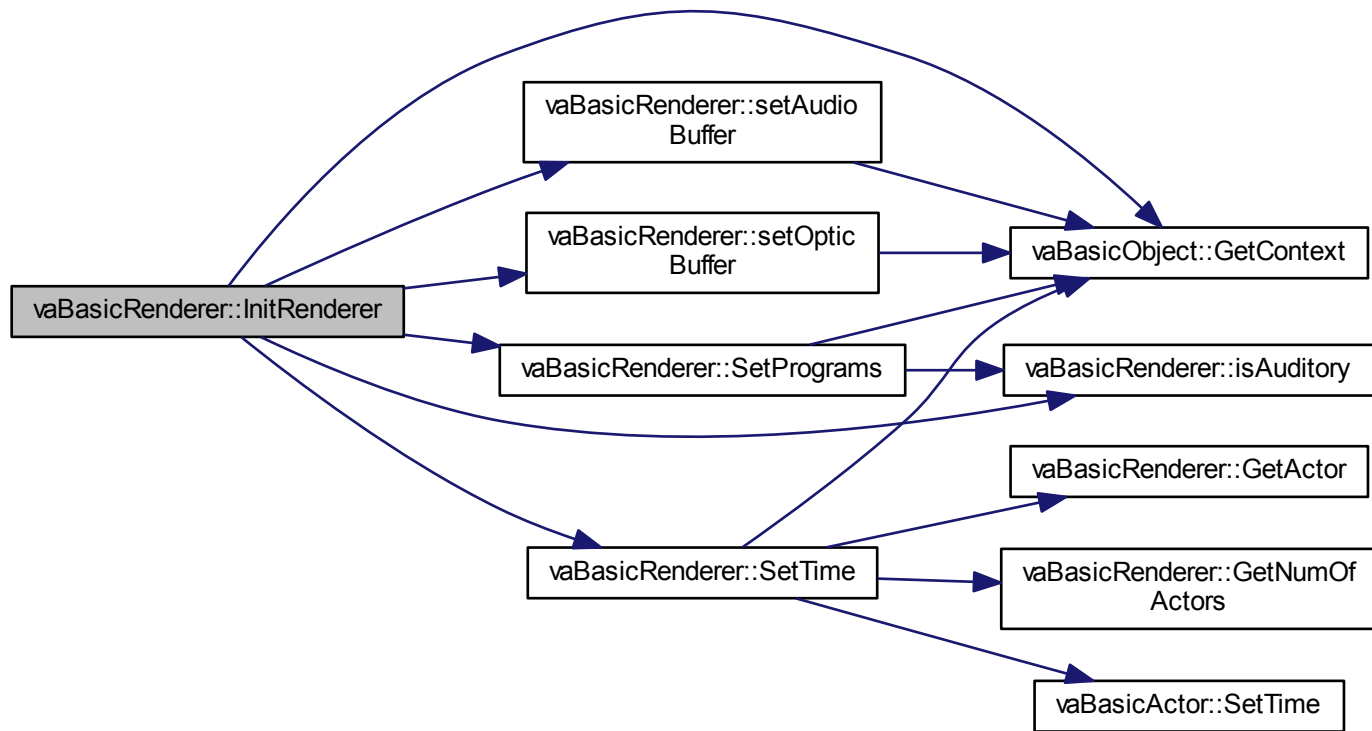 vaBasicRenderer::InitRenderer
vaBasicRenderer::setAudio
Buffer
vaBasicRenderer::setOptic
Buffer
vaBasicRenderer::SetPrograms
vaBasicRenderer::SetTime
vaBasicObject::GetContext
vaBasicRenderer::isAuditory
vaBasicRenderer::GetActor
vaBasicRenderer::GetNumOf
Actors
vaBasicActor::SetTime